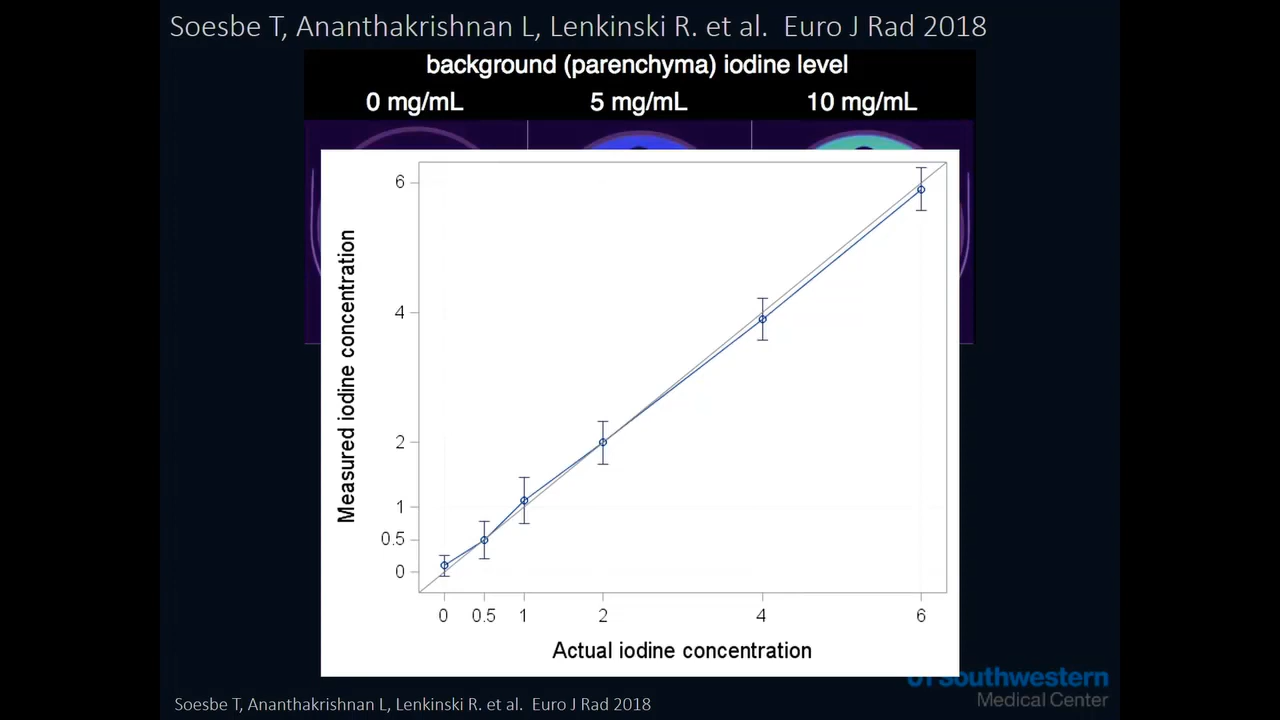 Soesbe T, Ananthakrishnan L, Lenkinski R. et al. Euro J Rad 2018
background (parenchyma) iodine level
0 mg/mL 5 mg/mL 10 mg/mL
Measured iodine concentration
6
4
2
1
0.5
0
0 0.5 1 2 4 6
Actual iodine concentration
UT Southwestern
Medical Center
Soesbe T, Ananthakrishnan L, Lenkinski R. et al. Euro J Rad 2018